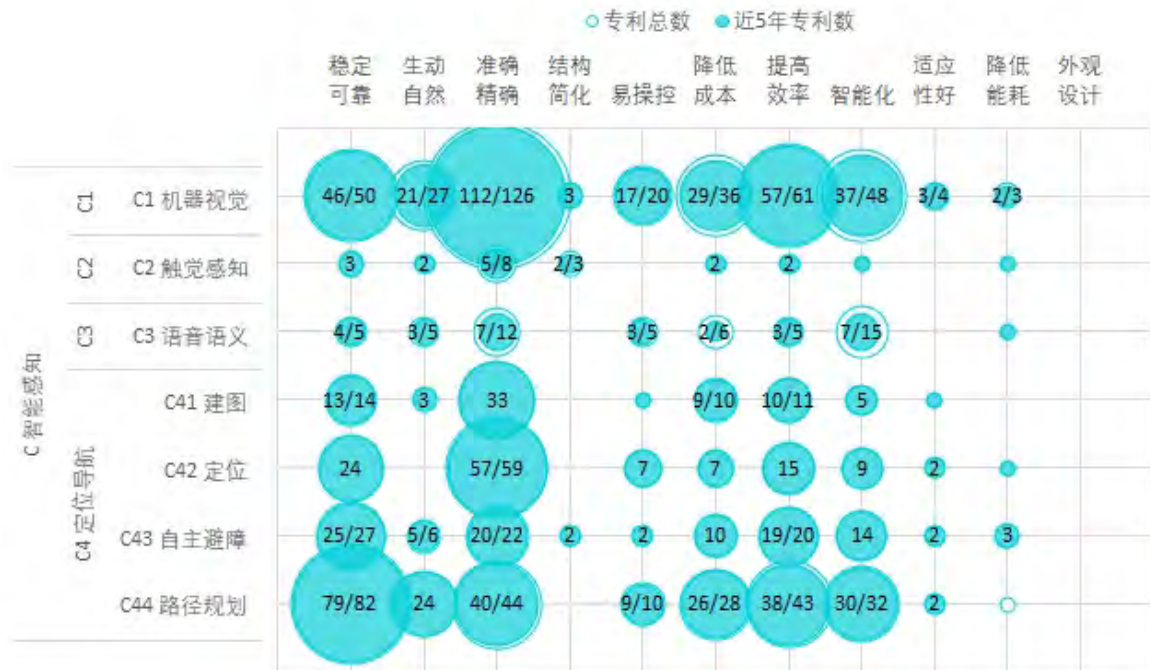 专利总数 近5年专利数
稳定 生动 准确 结构 降低 提高 适应 降低 外观
可靠 自然 精确 简化 易操控 成本 效率 智能化 性好 能耗 设计
C 智能感知
C1
C1 机器视觉 46/50 21/27 112/126 3 17/20 29/36 57/61 37/48 3/4 2/3
C2
C2 触觉感知 3 2 5/8 2/3 2 2
C3
C3 语音语义 4/5 3/5 7/12 3/5 2/6 3/5 7/15
C4 定位导航
C41 建图 13/14 3 33 9/10 10/11 5
C42 定位 24 57/59 7 7 15 9 2
C43 自主避障 25/27 5/6 20/22 2 2 10 19/20 14 2 3
C44 路径规划 79/82 24 40/44 9/10 26/28 38/43 30/32 2